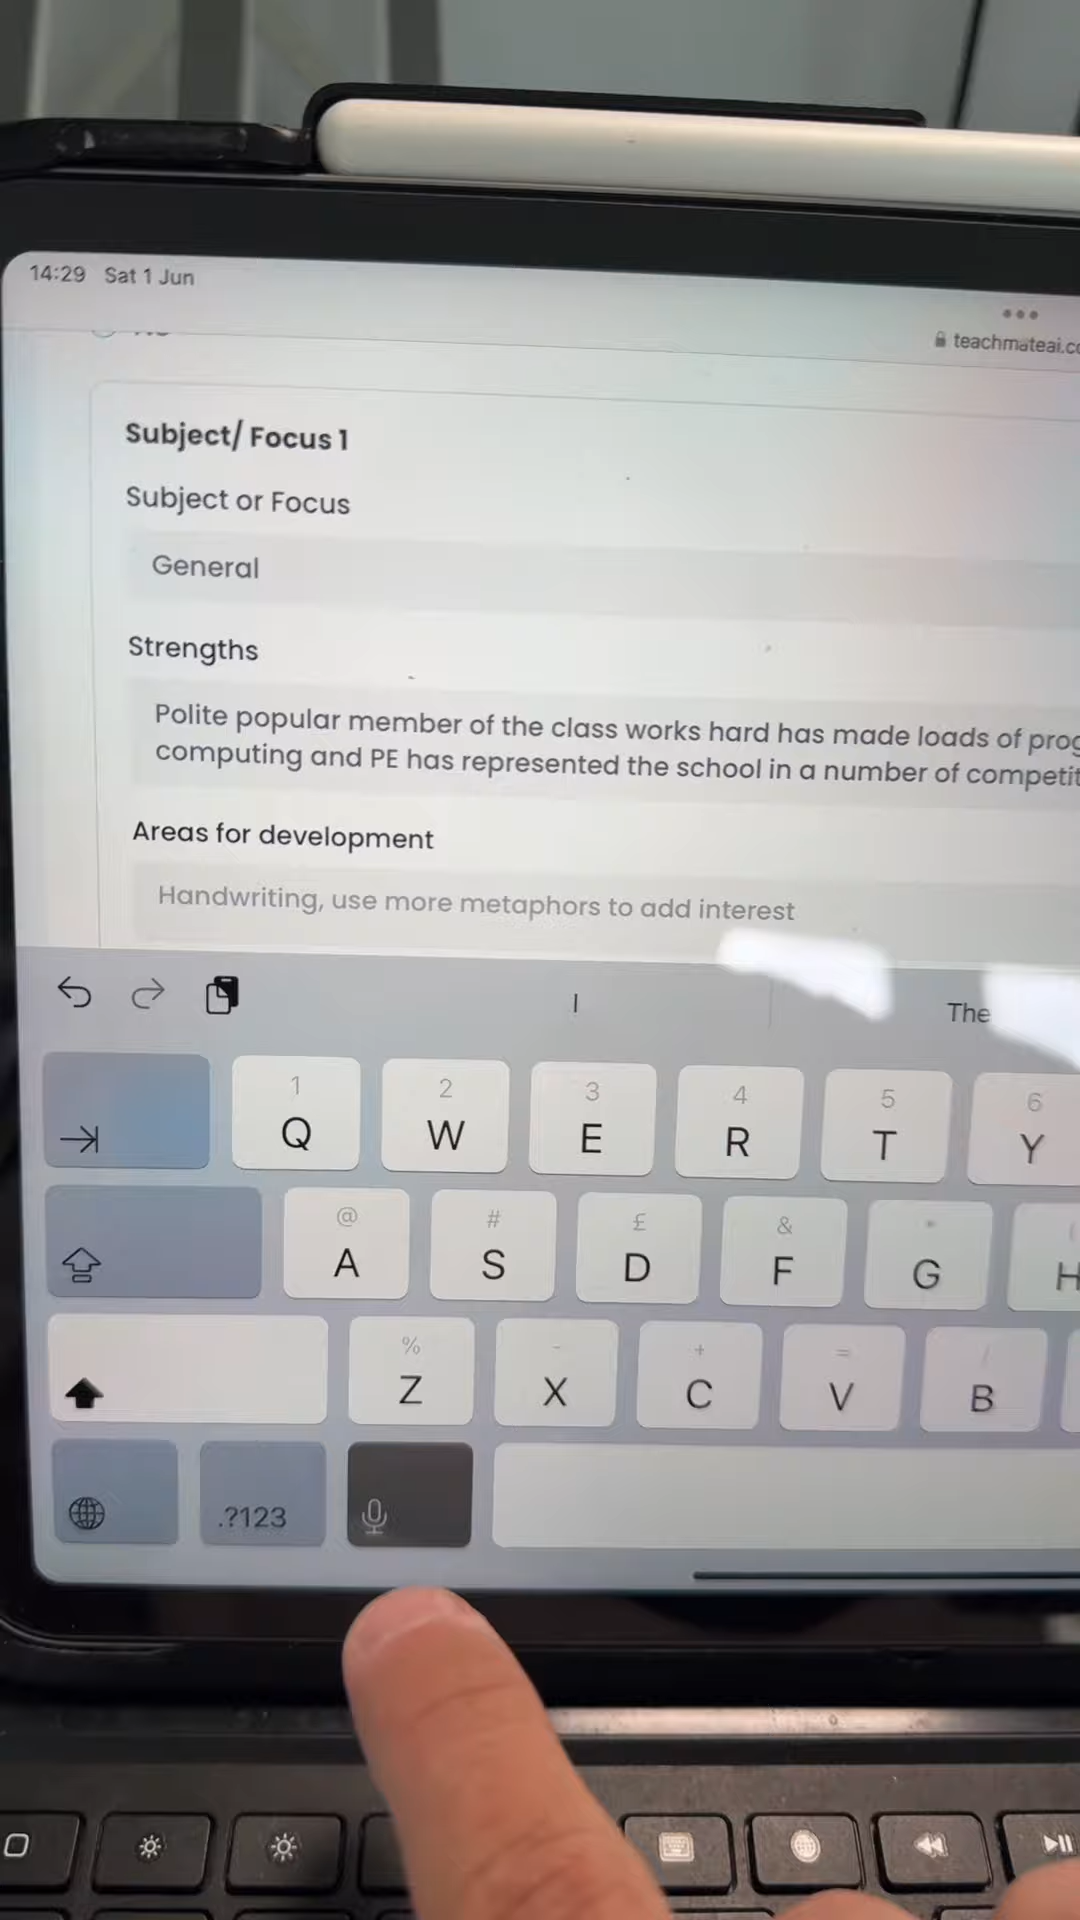 14:29 Sat 1 Jun
teachmateai.co
Subject/ Focus 1
Subject or Focus
General
Strengths
Polite popular member of the class works hard has made loads of prog
computing and PE has represented the school in a number of competit
Areas for development
Handwriting, use more metaphors to add interest
I The
1 2 3 4 5 6
Q W E R T Y
@ # £ & *
A S D F G H
% - + = /
Z X C V B
.?123